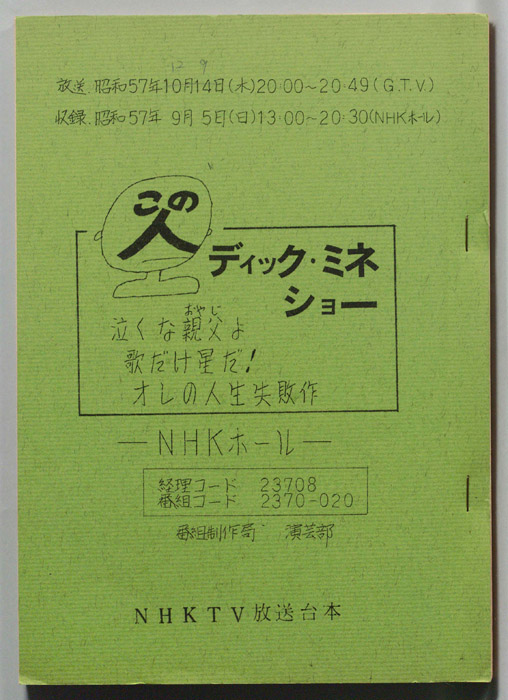 12 9
放送.昭和57年10月14日(木)20:00〜20:49(G.T.V.)
収録.昭和57年 9月 5日(日)13:00〜20:30(NHKホール)
この人
ディック・ミネ
ショー
おやじ
泣くな親父よ
歌だけ星だ!
オレの人生失敗作
—NHKホール—
経理コード 23708
番組コード 2370-020
番組制作局 演芸部
NHKTV放送台本